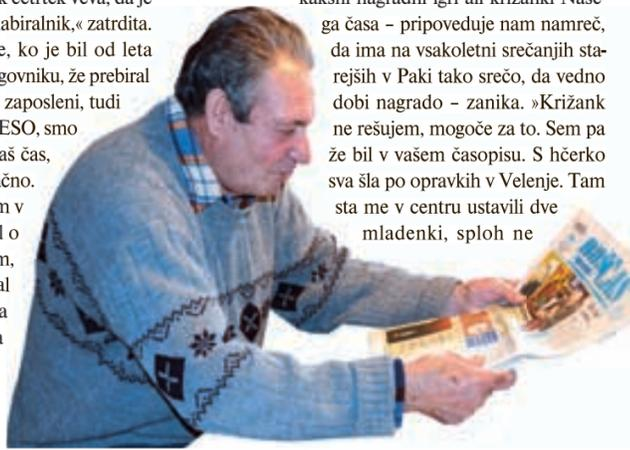 k četrtek veva, da je
abiralnik,« zatrdita.
e, ko je bil od leta
govniku, že prebiral
zaposleni, tudi
ESO, smo
aš čas,
čno.
m v
l o
m,
al
a
kakšni nagradni igri ali križanki Naše
ga časa – pripoveduje nam namreč,
da ima na vsakoletni srečanjih sta-
rejših v Paki tako srečo, da vedno
dobi nagrado – zanika. »Križank
ne rešujem, mogoče za to. Sem pa
že bil v vašem časopisu. S hčerko
sva šla po opravkih v Velenje. Tam
sta me v centru ustavili dve
mladenki, sploh ne